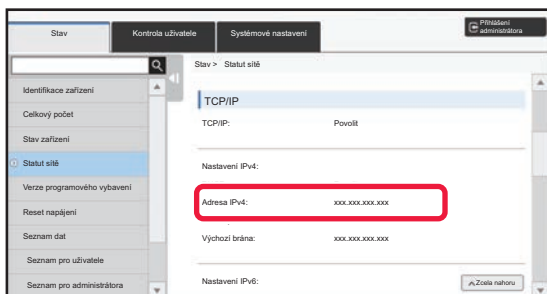 Stav
Kontrola uživatele
Systémové nastavení
Přihlášení
administrátora
Stav > Statut sítě
Identifikace zařízení
Celkový počet
Stav zařízení
Statut sítě
Verze programového vybavení
Reset napájení
Seznam dat
Seznam pro uživatele
Seznam pro administrátora
TCP/IP
TCP/IP: Povolit
Nastavení IPv4:
Adresa IPv4: xxx.xxx.xxx.xxx
Výchozí brána: xxx.xxx.xxx.xxx
Nastavení IPv6:
Zcela nahoru